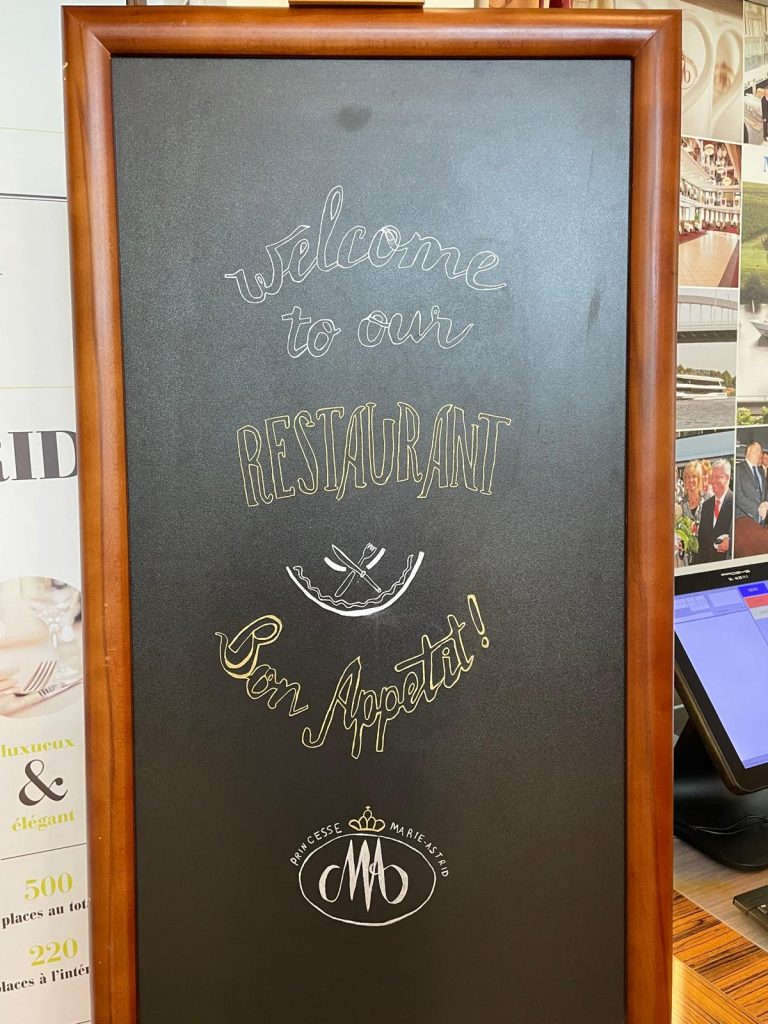 welcome
to our
RESTAURANT
Bon Appetit!
PRINCESSE MARIE-ASTRID
MA
RID
luxueux
&
élégant
500
places au tot
220
places à l'intér